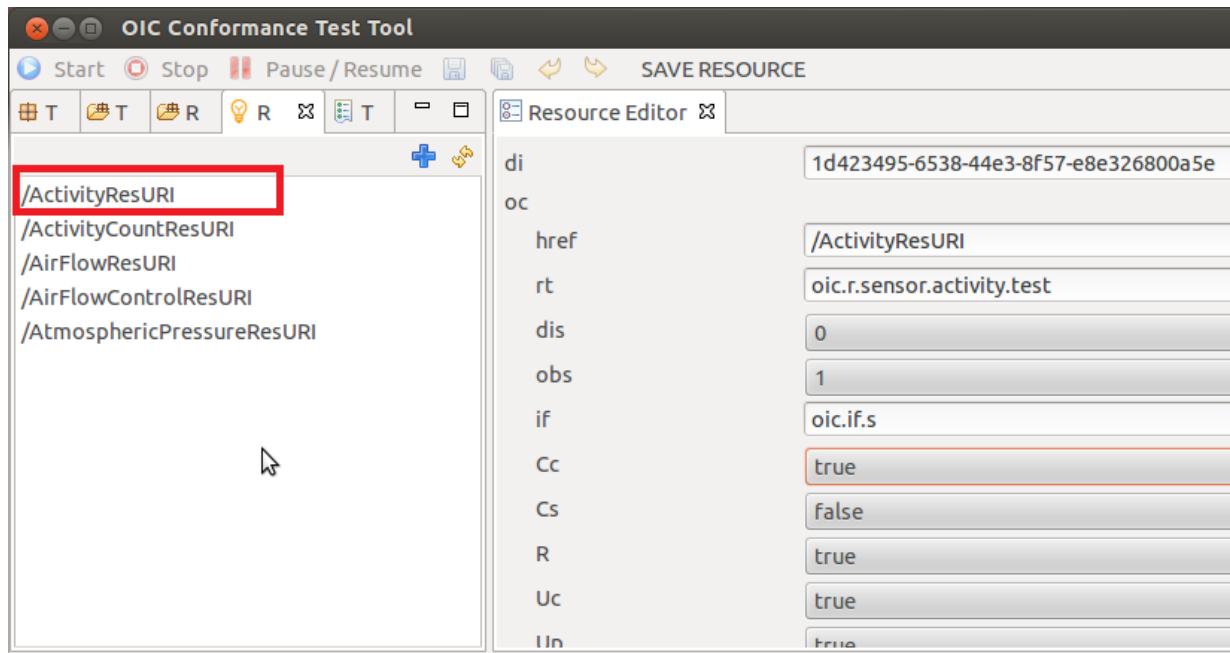 OIC Conformance Test Tool
Start Stop Pause / Resume SAVE RESOURCE
T T R R T
Resource Editor
/ActivityResURI
/ActivityCountResURI
/AirFlowResURI
/AirFlowControlResURI
/AtmosphericPressureResURI
di 1d423495-6538-44e3-8f57-e8e326800a5e
oc
href /ActivityResURI
rt oic.r.sensor.activity.test
dis 0
obs 1
if oic.if.s
Cc true
Cs false
R true
Uc true
Up true